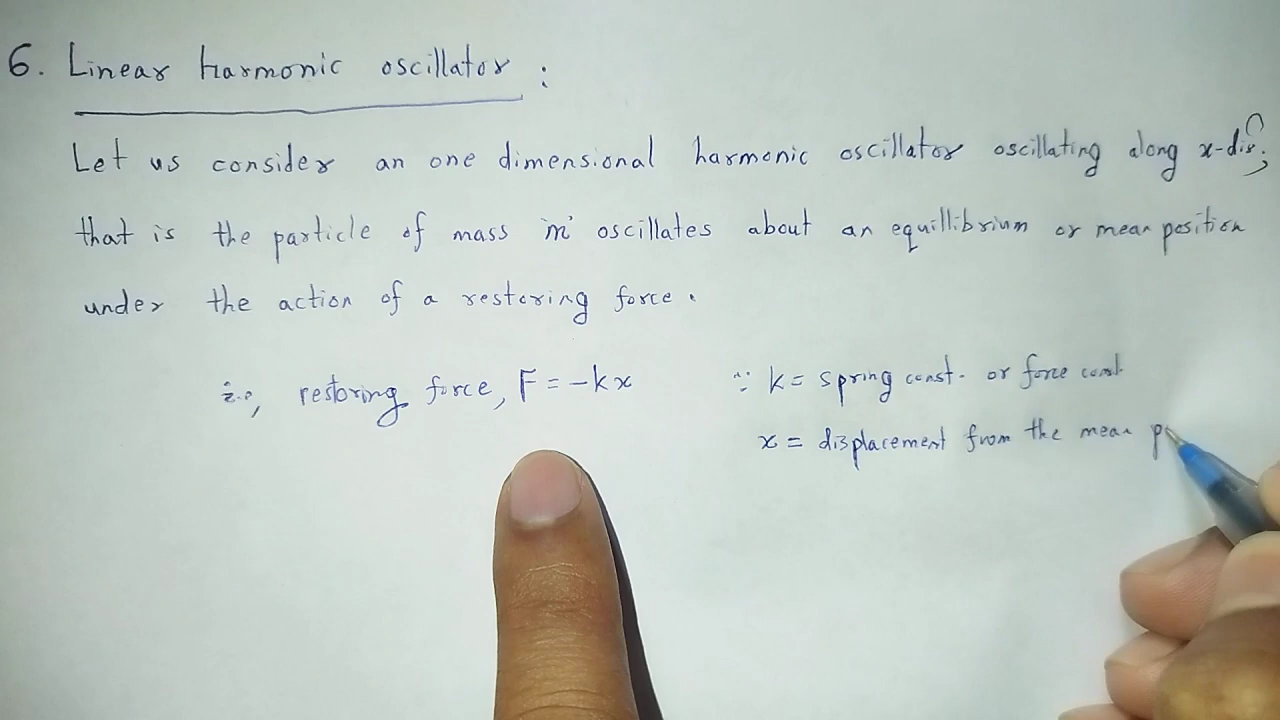 6. Linear harmonic oscillator :
Let us consider an one dimensional harmonic oscillator oscillating along x-dirⁿ;
that is the particle of mass 'm' oscillates about an equillibrium or mean position
under the action of a restoring force.
i.e, restoring force, F = -kx ∵ k = spring const. or force const.
x = displacement from the mean p